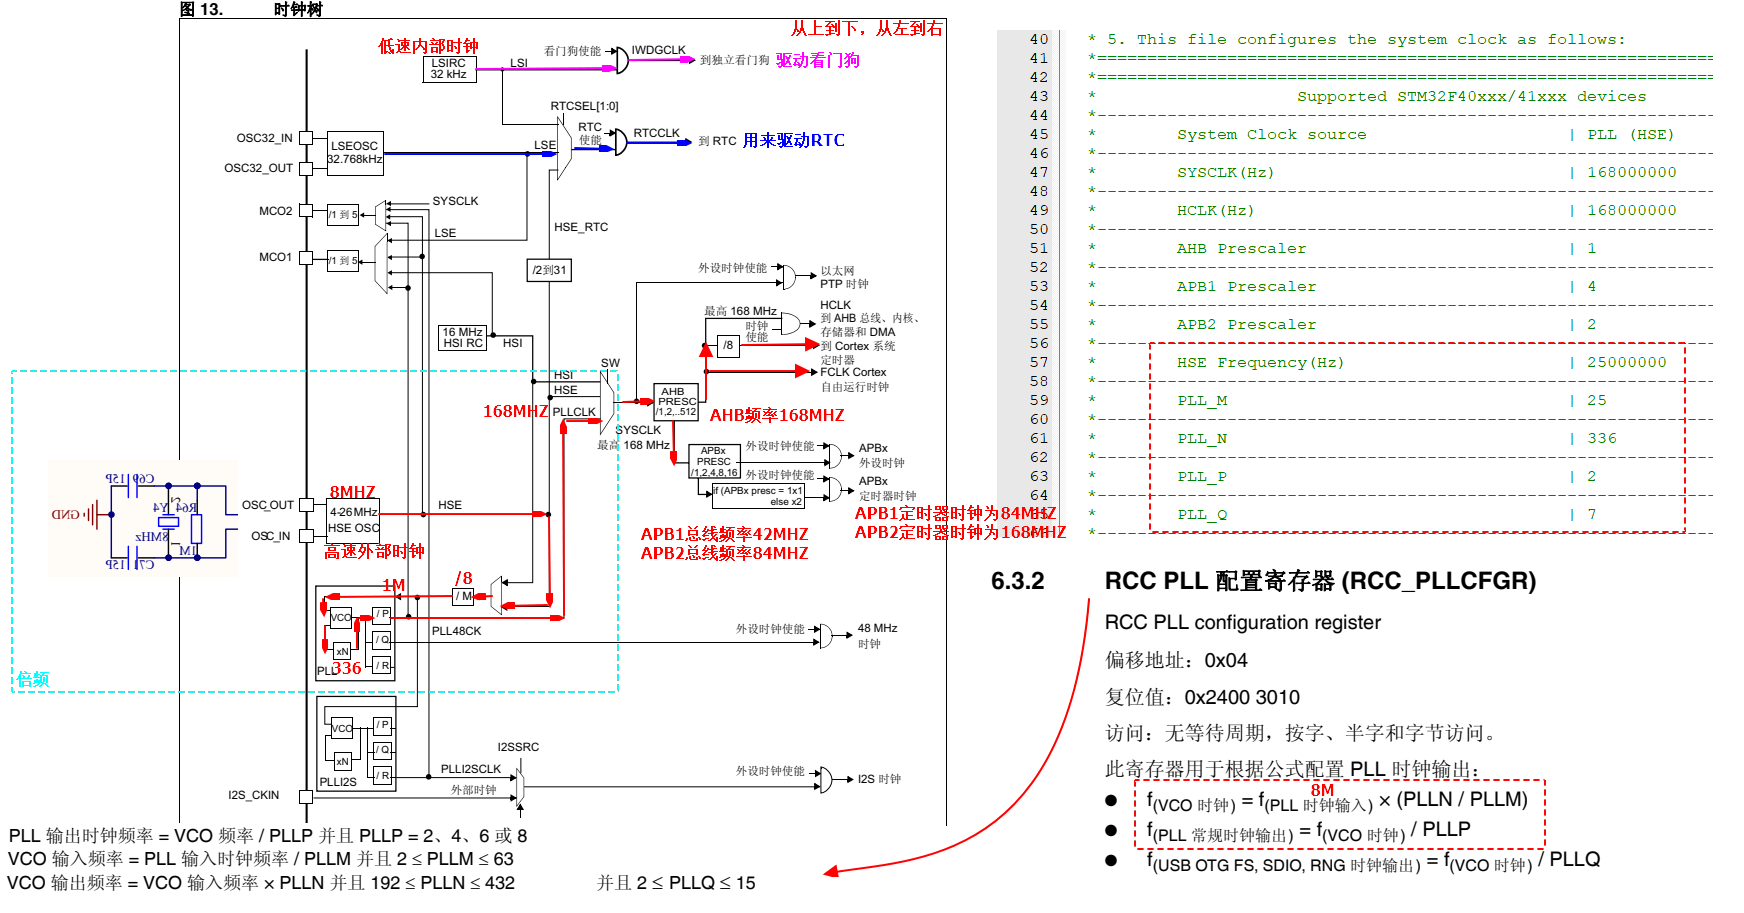 图 13. 时钟树
从上到下，从左到右
低速内部时钟
LSIRC
32 kHz
LSI
看门狗使能
IWDGCLK
到独立看门狗 驱动看门狗
RTCSEL[1:0]
OSC32_IN
OSC32_OUT
LSEOSC
32.768kHz
LSE
RTC
使能
RTCCLK
到 RTC 用来驱动RTC
MCO2
/1 到 5
SYSCLK
LSE
MCO1
/1 到 5
HSE_RTC
/2到31
16 MHz
HSI RC
HSI
外设时钟使能
以太网
PTP 时钟
最高 168 MHz
时钟
使能
HCLK
到 AHB 总线、内核、
存储器和 DMA
/8
到 Cortex 系统
定时器
FCLK Cortex
自由运行时钟
SW
HSI
HSE
168MHZ PLLCLK
SYSCLK
最高 168 MHz
AHB
PRESC
/1,2,..512
AHB频率168MHZ
APBx
PRESC
/1,2,4,8,16
外设时钟使能
APBx
外设时钟
外设时钟使能
if (APBx presc = 1x1
else x2
APBx
定时器时钟
APB1定时器时钟为84MHZ
APB2定时器时钟为168MHZ
APB1总线频率42MHZ
APB2总线频率84MHZ
C69 15P
GND
Y4
R64
8MHz
1M
C71 15P
OSC_OUT
OSC_IN
8MHZ
4-26 MHz
HSE OSC
HSE
高速外部时钟
1M
/8
/ M
VCO
xN
/ P
/ Q
/ R
PLL
336
PLL48CK
外设时钟使能
48 MHz
时钟
倍频
VCO
xN
/ P
/ Q
/ R
PLLI2S
PLLI2SCLK
I2SSRC
外部时钟
I2S_CKIN
外设时钟使能
I2S 时钟
PLL 输出时钟频率 = VCO 频率 / PLLP 并且 PLLP = 2、4、6 或 8
VCO 输入频率 = PLL 输入时钟频率 / PLLM 并且 2 ≤ PLLM ≤ 63
VCO 输出频率 = VCO 输入频率 × PLLN 并且 192 ≤ PLLN ≤ 432 并且 2 ≤ PLLQ ≤ 15
40 * 5. This file configures the system clock as follows:
41 *=============================================================
42 *=============================================================
43 * Supported STM32F40xxx/41xxx devices
44 *-------------------------------------------------------------
45 * System Clock source | PLL (HSE)
46 *-------------------------------------------------------------
47 * SYSCLK(Hz) | 168000000
48 *-------------------------------------------------------------
49 * HCLK(Hz) | 168000000
50 *-------------------------------------------------------------
51 * AHB Prescaler | 1
52 *-------------------------------------------------------------
53 * APB1 Prescaler | 4
54 *-------------------------------------------------------------
55 * APB2 Prescaler | 2
56 *-------------------------------------------------------------
57 * HSE Frequency(Hz) | 25000000
58 *-------------------------------------------------------------
59 * PLL_M | 25
60 *-------------------------------------------------------------
61 * PLL_N | 336
62 *-------------------------------------------------------------
63 * PLL_P | 2
64 *-------------------------------------------------------------
* PLL_Q | 7
*-------------------------------------------------------------
6.3.2 RCC PLL 配置寄存器 (RCC_PLLCFGR)
RCC PLL configuration register
偏移地址：0x04
复位值：0x2400 3010
访问：无等待周期，按字、半字和字节访问。
此寄存器用于根据公式配置 PLL 时钟输出：
8M
● f(VCO 时钟) = f(PLL 时钟输入) × (PLLN / PLLM)
● f(PLL 常规时钟输出) = f(VCO 时钟) / PLLP
● f(USB OTG FS, SDIO, RNG 时钟输出) = f(VCO 时钟) / PLLQ